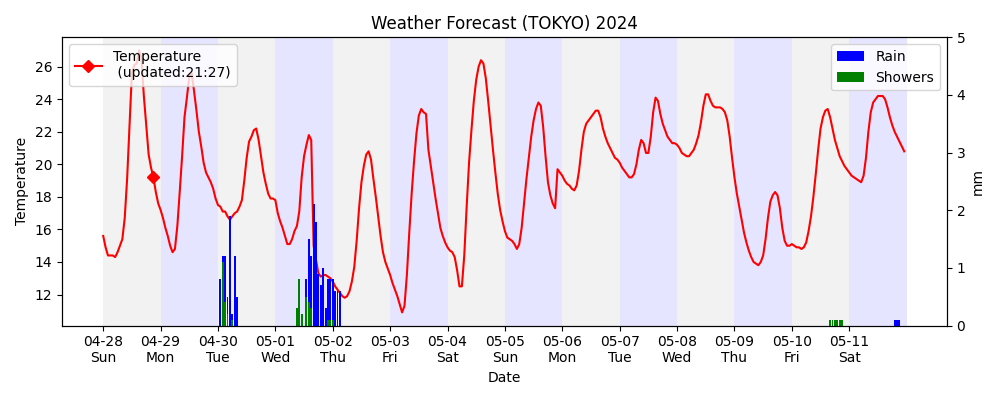 Weather Forecast (TOKYO) 2024
Temperature
(updated:21:27)
Rain
Showers
26
24
22
20
18
16
14
12
Temperature
5
4
3
2
1
0
mm
04-28 04-29 04-30 05-01 05-02 05-03 05-04 05-05 05-06 05-07 05-08 05-09 05-10 05-11
Sun Mon Tue Wed Thu Fri Sat Sun Mon Tue Wed Thu Fri Sat
Date